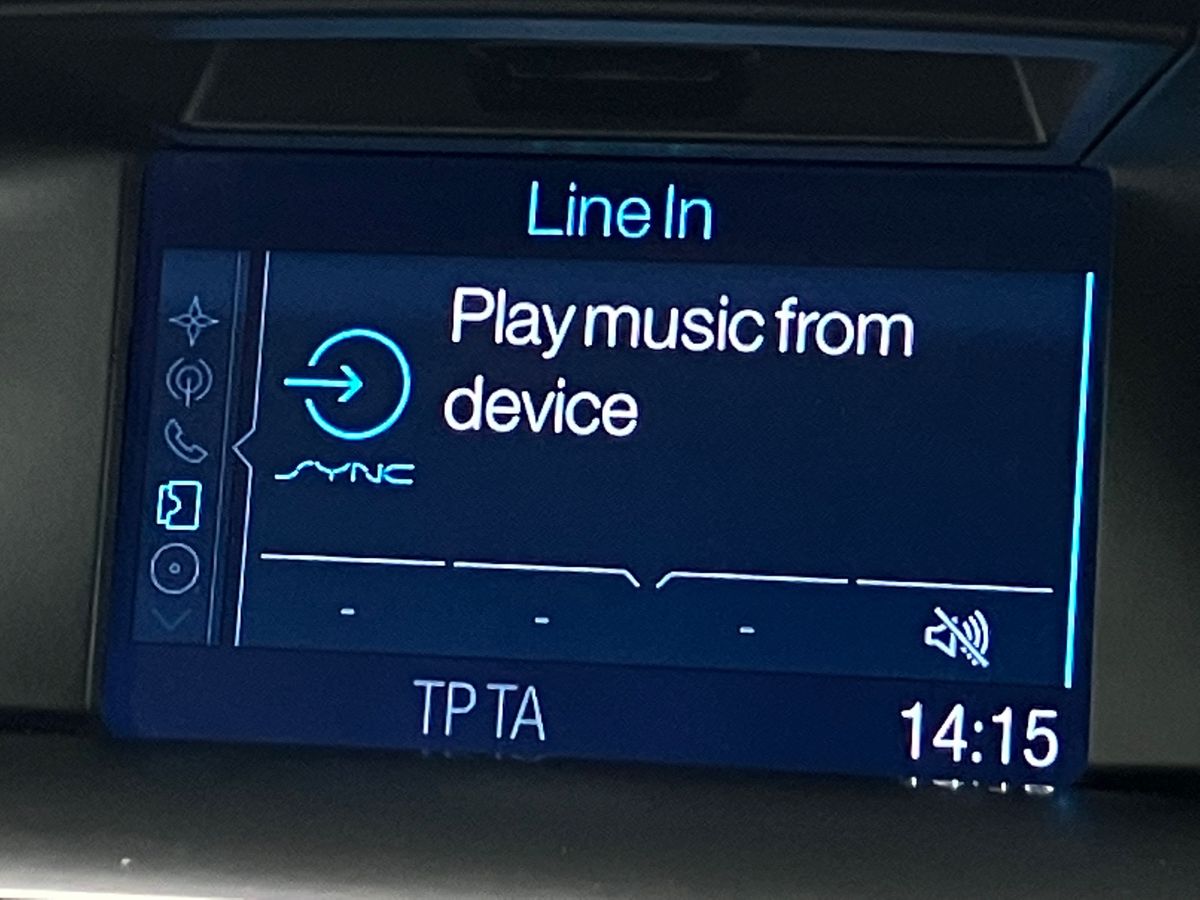 Line In
Play music from
device
SYNC
- - -
TP TA
14:15